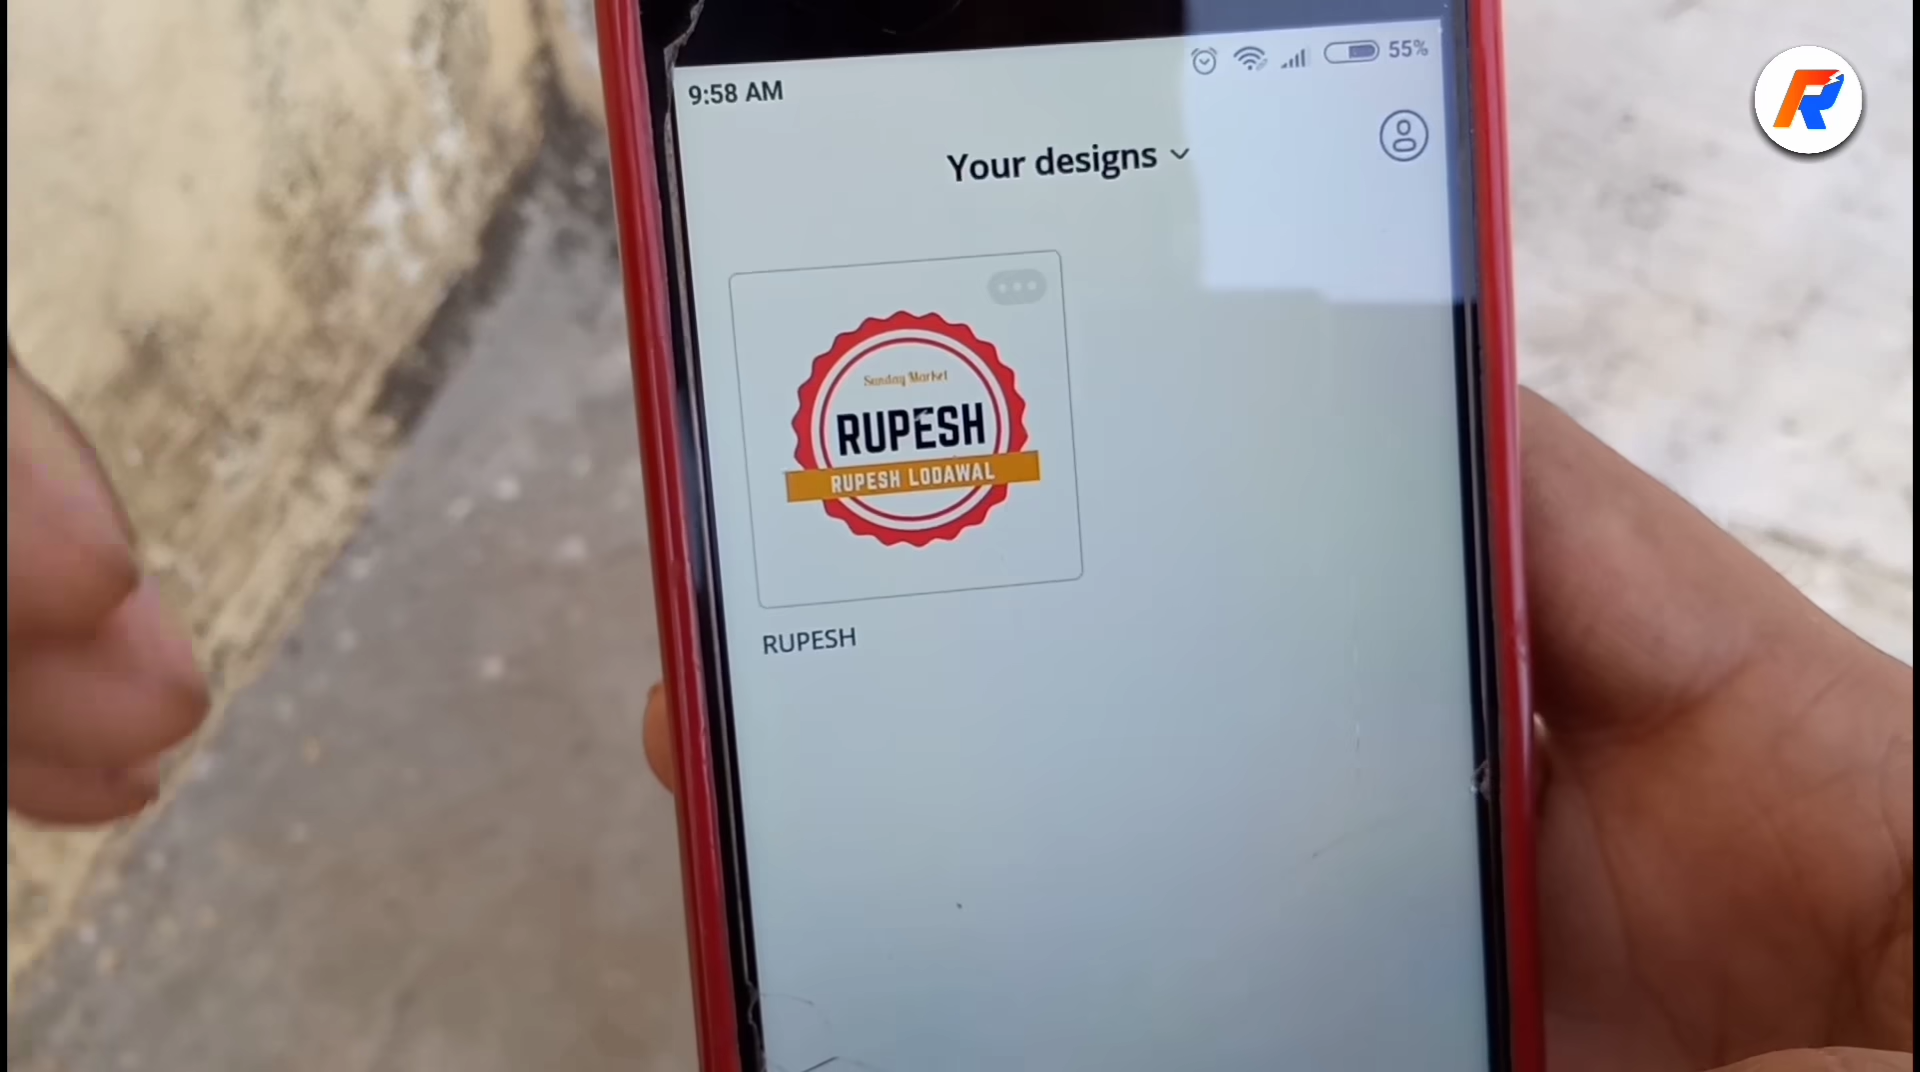 9:58 AM
55%
Your designs
Sunday Market
RUPESH
RUPESH LODAWAL
RUPESH